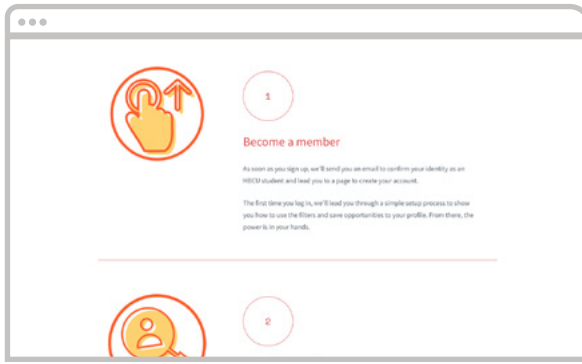 1
Become a member
As soon as you sign up, we'll send you an email to confirm your identity as an
HBCU student and lead you to a page to create your account.
The first time you log in, we'll lead you through a simple setup process to show
you how to use the filters and save opportunities to your profile. From there, the
power is in your hands.
2